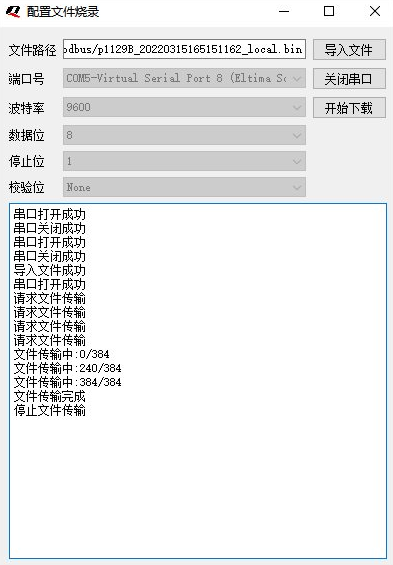 配置文件烧录
文件路径 odbus/p1129B_20220315165151162_local.bin 导入文件
端口号 COM5-Virtual Serial Port 8 (Eltima So 关闭串口
波特率 9600 开始下载
数据位 8
停止位 1
校验位 None
串口打开成功
串口关闭成功
串口打开成功
串口关闭成功
导入文件成功
串口打开成功
请求文件传输
请求文件传输
请求文件传输
请求文件传输
文件传输中:0/384
文件传输中:240/384
文件传输中:384/384
文件传输完成
停止文件传输